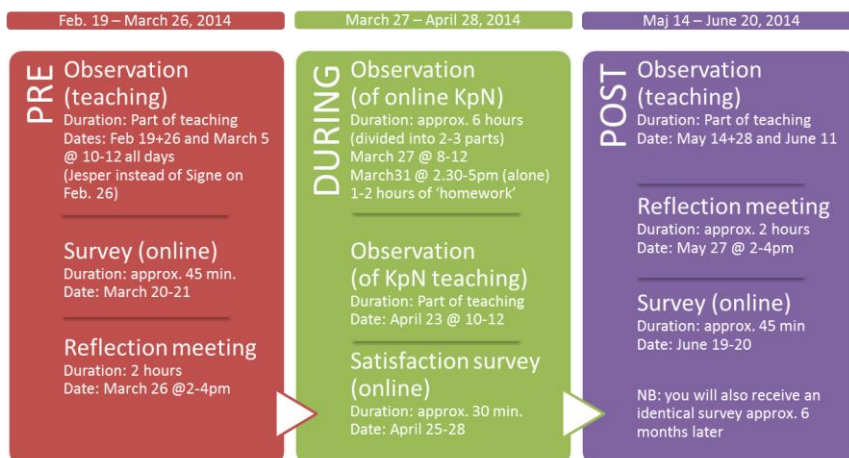 Feb. 19 – March 26, 2014
PRE
Observation
(teaching)
Duration: Part of teaching
Dates: Feb 19+26 and March 5
@ 10-12 all days
(Jesper instead of Signe on
Feb. 26)
Survey (online)
Duration: approx. 45 min.
Date: March 20-21
Reflection meeting
Duration: 2 hours
Date: March 26 @2-4pm
March 27 – April 28, 2014
DURING
Observation
(of online KpN)
Duration: approx. 6 hours
(divided into 2-3 parts)
March 27 @ 8-12
March31 @ 2.30-5pm (alone)
1-2 hours of ‘homework’
Observation
(of KpN teaching)
Duration: Part of teaching
Date: April 23 @ 10-12
Satisfaction survey
(online)
Duration: approx. 30 min.
Date: April 25-28
Maj 14 – June 20, 2014
POST
Observation
(teaching)
Duration: Part of teaching
Date: May 14+28 and June 11
Reflection meeting
Duration: approx. 2 hours
Date: May 27 @ 2-4pm
Survey (online)
Duration: approx. 45 min
Date: June 19-20
NB: you will also receive an
identical survey approx. 6
months later